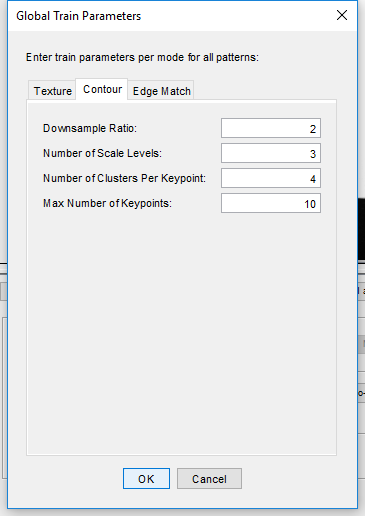 Global Train Parameters
Enter train parameters per mode for all patterns:
Texture Contour Edge Match
Downsample Ratio: 2
Number of Scale Levels: 3
Number of Clusters Per Keypoint: 4
Max Number of Keypoints: 10
OK Cancel